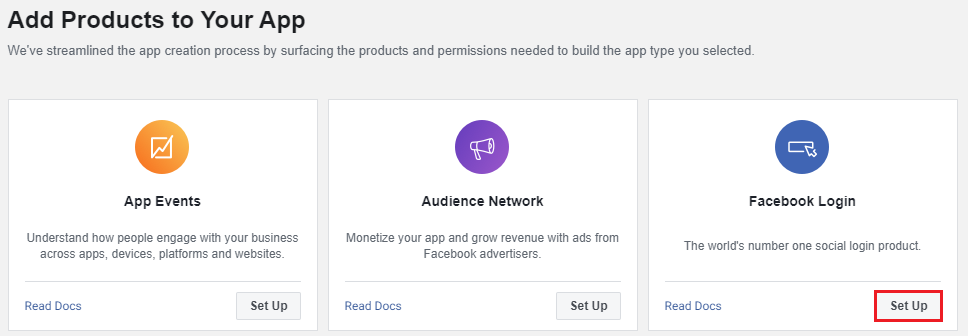 Add Products to Your App
We've streamlined the app creation process by surfacing the products and permissions needed to build the app type you selected.
App Events
Understand how people engage with your business
across apps, devices, platforms and websites.
Read Docs
Set Up
Audience Network
Monetize your app and grow revenue with ads from
Facebook advertisers.
Read Docs
Set Up
Facebook Login
The world's number one social login product.
Read Docs
Set Up